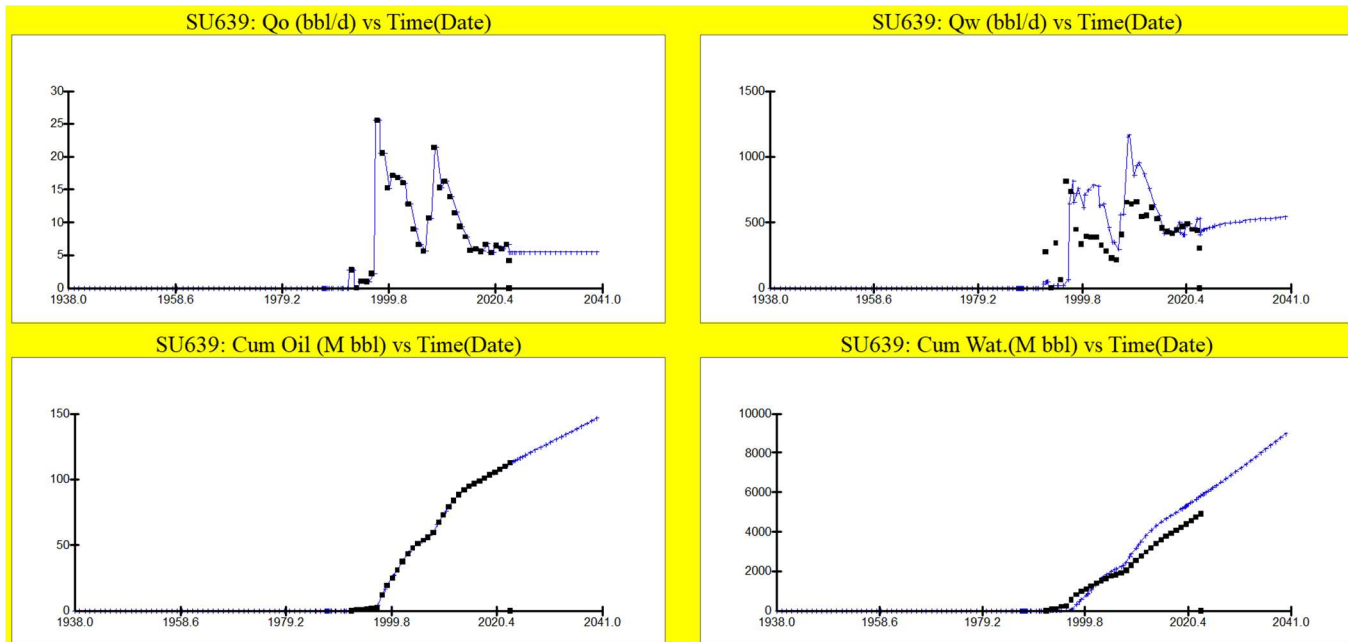 SU639: Qo (bbl/d) vs Time(Date)
30
25
20
15
10
5
0
1938.0 1958.6 1979.2 1999.8 2020.4 2041.0
SU639: Qw (bbl/d) vs Time(Date)
1500
1000
500
0
1938.0 1958.6 1979.2 1999.8 2020.4 2041.0
SU639: Cum Oil (M bbl) vs Time(Date)
150
100
50
0
1938.0 1958.6 1979.2 1999.8 2020.4 2041.0
SU639: Cum Wat.(M bbl) vs Time(Date)
10000
8000
6000
4000
2000
0
1938.0 1958.6 1979.2 1999.8 2020.4 2041.0